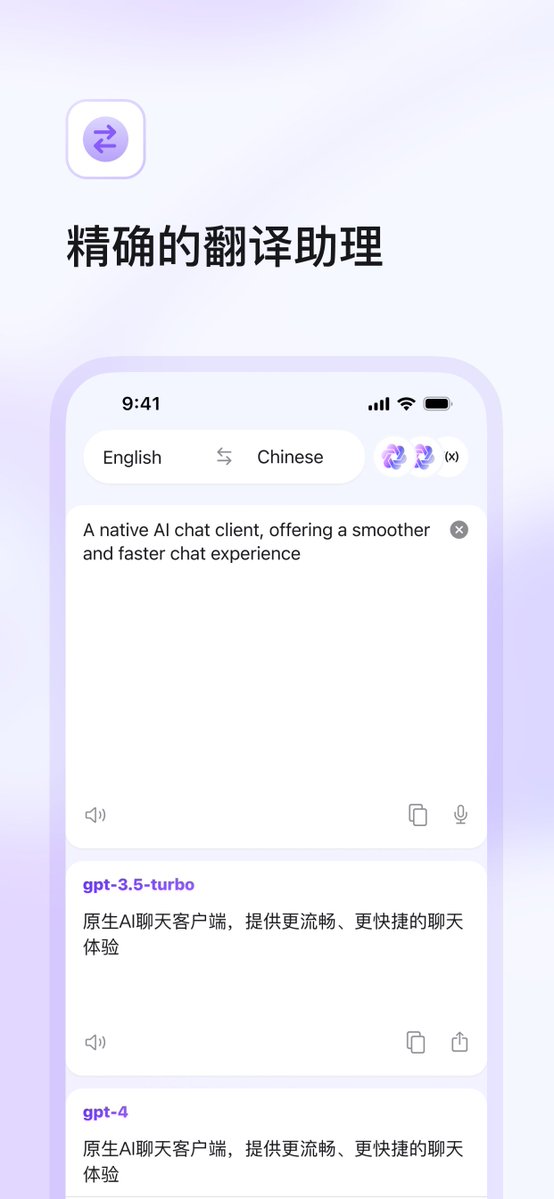 精确的翻译助理
9:41
English
Chinese
(x)
A native AI chat client, offering a smoother
and faster chat experience
gpt-3.5-turbo
原生AI聊天客户端，提供更流畅、更快捷的聊天
体验
gpt-4
原生AI聊天客户端，提供更流畅、更快捷的聊天
体验